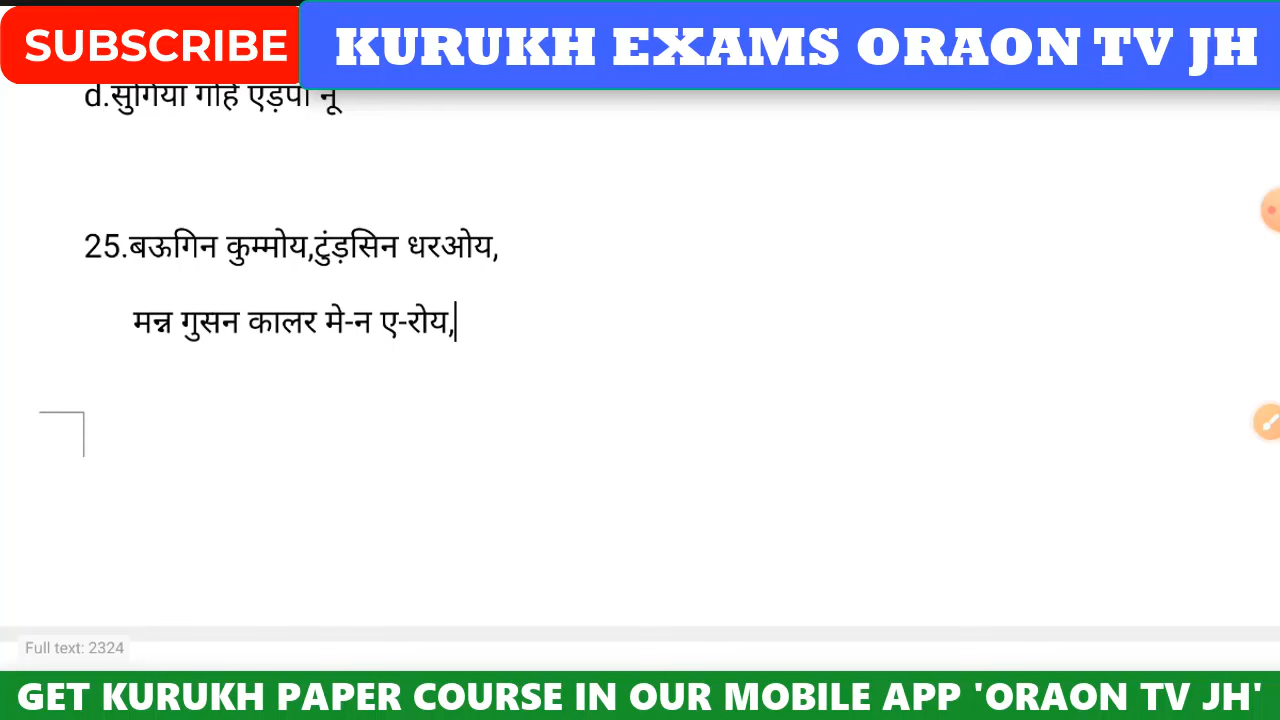 SUBSCRIBE
KURUKH EXAMS ORAON TV JH
d.सुगिया गहि एड़पा नू
25.बऊगिन कुम्मोय,टुंड़सिन धरओय,
मन्न गुसन कालर मे-न ए-रोय,
Full text: 2324
GET KURUKH PAPER COURSE IN OUR MOBILE APP 'ORAON TV JH'